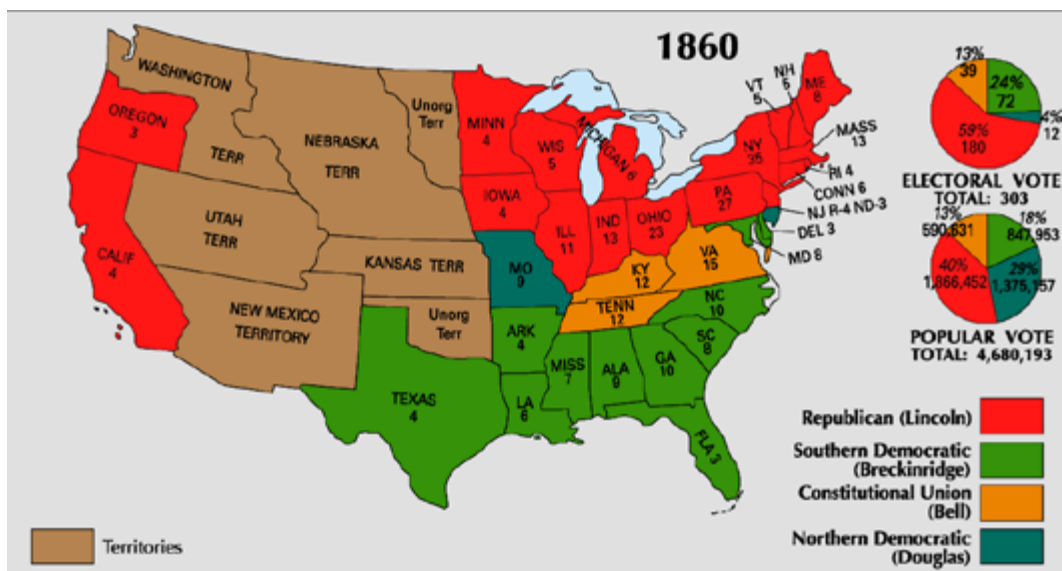 1860
WASHINGTON
TERR
OREGON
3
CALIF
4
NEBRASKA
TERR
Unorg
Terr
UTAH
TERR
KANSAS TERR
NEW MEXICO
TERRITORY
Unorg
Terr
MINN
4
WIS
5
MICHIGAN 6
IOWA
4
ILL
11
IND
13
OHIO
23
PA
27
NY
35
VT
5
NH
5
ME
8
MASS
13
RI 4
CONN 6
NJ R-4 ND-3
DEL 3
MD 8
MO
9
KY
12
VA
15
TENN
12
NC
10
SC
8
ARK
4
MISS
7
ALA
9
GA
10
TEXAS
4
LA
6
FLA 3
13%
39
24%
72
4%
12
59%
180
ELECTORAL VOTE
TOTAL: 303
13%
590,631
18%
847,953
40%
1,866,452
29%
1,375,157
POPULAR VOTE
TOTAL: 4,680,193
Republican (Lincoln)
Southern Democratic
(Breckinridge)
Constitutional Union
(Bell)
Northern Democratic
(Douglas)
Territories